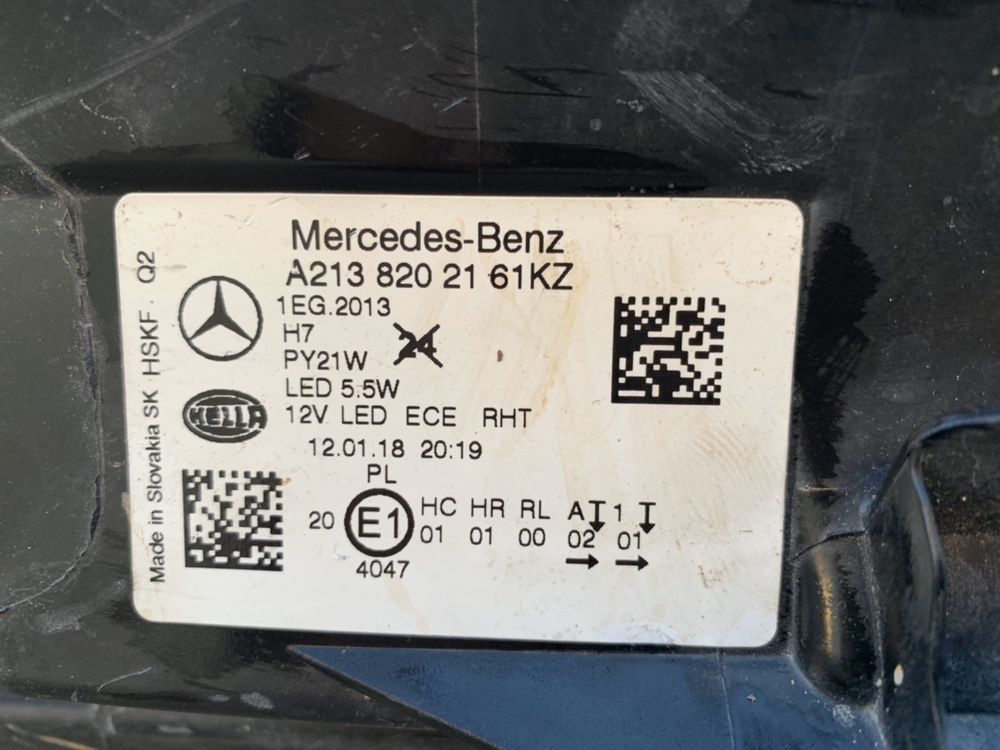 Mercedes-Benz
A213 820 21 61KZ
1EG.2013
H7
24
PY21W
LED 5.5W
12V LED ECE RHT
12.01.18 20:19
PL
20 E1 HC HR RL A 1
01 01 00 02 01
4047
HELLA
Made in Slovakia SK HSKF. Q2